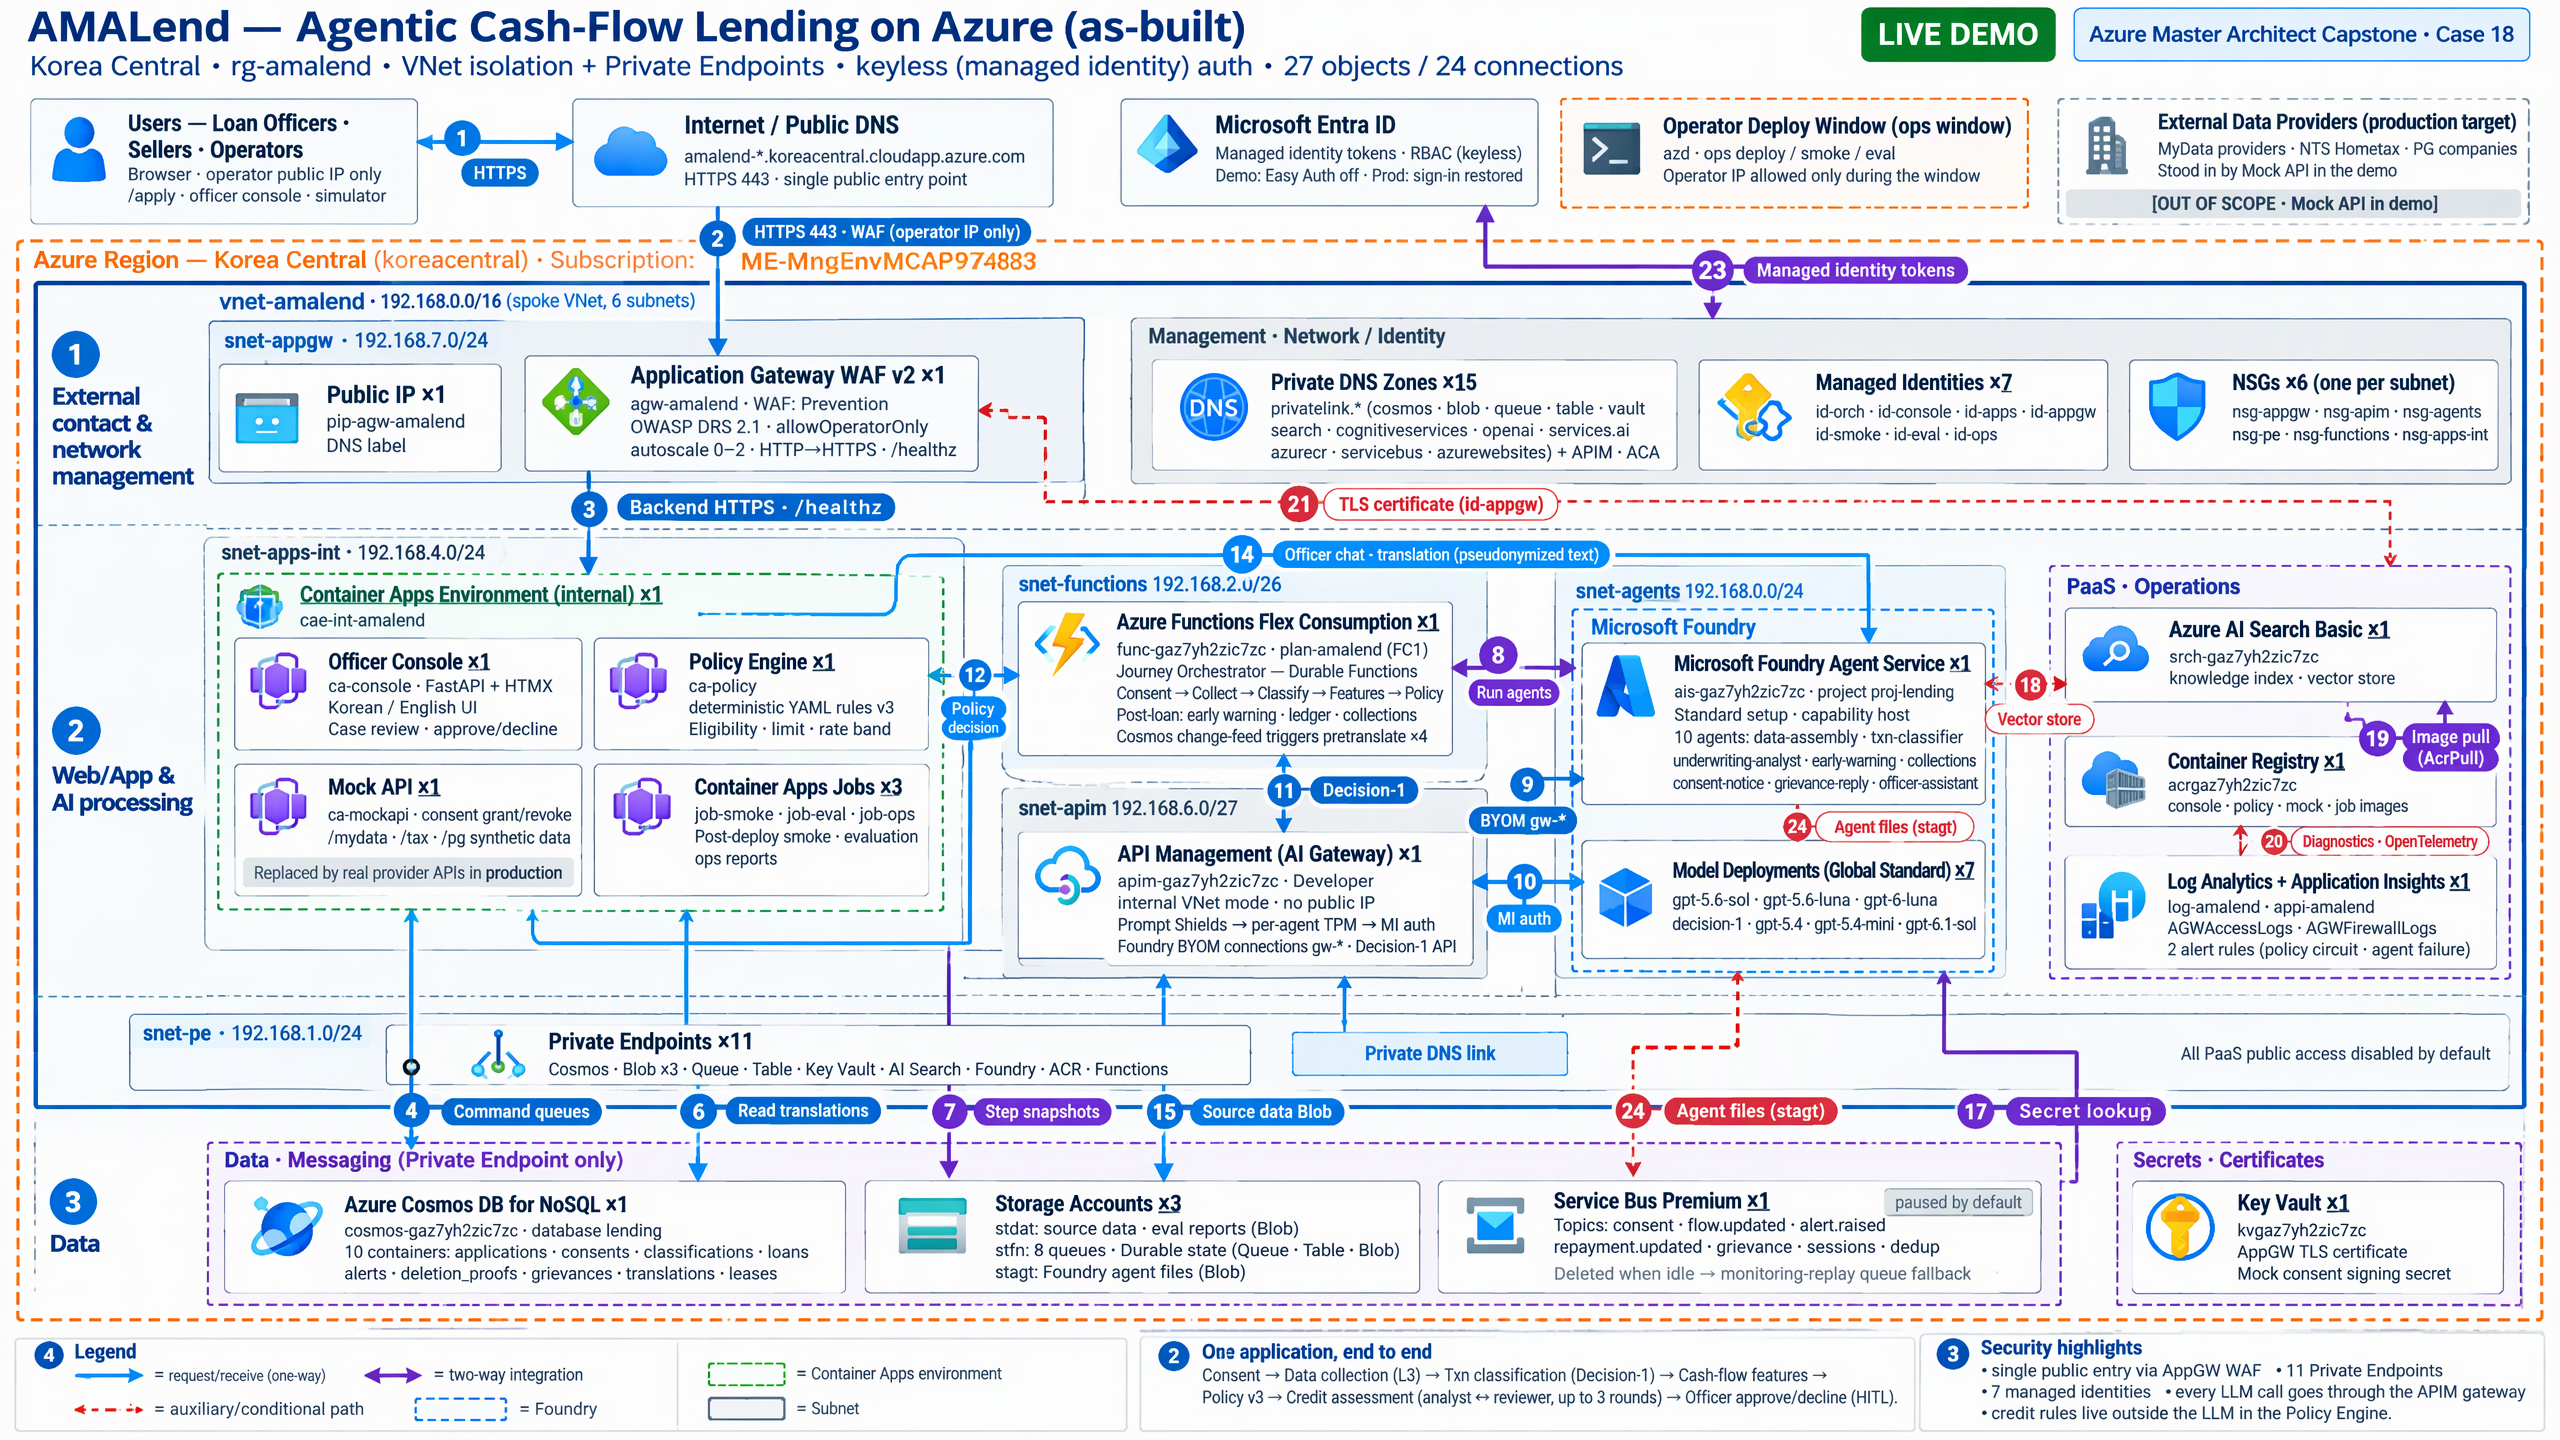 AMALend — Agentic Cash-Flow Lending on Azure (as-built)
Korea Central • rg-amalend • VNet isolation + Private Endpoints • keyless (managed identity) auth • 27 objects / 24 connections
LIVE DEMO
Azure Master Architect Capstone • Case 18
Users — Loan Officers •
Sellers • Operators
Browser • operator public IP only
/apply • officer console • simulator
1
HTTPS
Internet / Public DNS
amalend-*.koreacentral.cloudapp.azure.com
HTTPS 443 • single public entry point
Microsoft Entra ID
Managed identity tokens • RBAC (keyless)
Demo: Easy Auth off • Prod: sign-in restored
Operator Deploy Window (ops window)
azd • ops deploy / smoke / eval
Operator IP allowed only during the window
External Data Providers (production target)
MyData providers • NTS Hometax • PG companies
Stood in by Mock API in the demo
[OUT OF SCOPE • Mock API in demo]
2
HTTPS 443 • WAF (operator IP only)
Azure Region — Korea Central (koreacentral) • Subscription:
ME-MngEnvMCAP974883
23
Managed identity tokens
vnet-amalend • 192.168.0.0/16 (spoke VNet, 6 subnets)
1
External
contact &
network
management
snet-appgw • 192.168.7.0/24
Public IP ×1
pip-agw-amalend
DNS label
Application Gateway WAF v2 ×1
agw-amalend • WAF: Prevention
OWASP DRS 2.1 • allowOperatorOnly
autoscale 0–2 • HTTP→HTTPS • /healthz
Management • Network / Identity
DNS
Private DNS Zones ×15
privatelink.* (cosmos • blob • queue • table • vault
search • cognitiveservices • openai • services.ai
azurecr • servicebus • azurewebsites) + APIM • ACA
Managed Identities ×7
id-orch • id-console • id-apps • id-appgw
id-smoke • id-eval • id-ops
NSGs ×6 (one per subnet)
nsg-appgw • nsg-apim • nsg-agents
nsg-pe • nsg-functions • nsg-apps-int
3
Backend HTTPS • /healthz
21
TLS certificate (id-appgw)
2
Web/App &
AI processing
snet-apps-int • 192.168.4.0/24
Container Apps Environment (internal) ×1
cae-int-amalend
Officer Console ×1
ca-console • FastAPI + HTMX
Korean / English UI
Case review • approve/decline
Policy Engine ×1
ca-policy
deterministic YAML rules v3
Eligibility • limit • rate band
Mock API ×1
ca-mockapi • consent grant/revoke
/mydata • /tax • /pg synthetic data
Replaced by real provider APIs in production
Container Apps Jobs ×3
job-smoke • job-eval • job-ops
Post-deploy smoke • evaluation
ops reports
14
Officer chat • translation (pseudonymized text)
12
Policy
decision
snet-functions 192.168.2.0/26
Azure Functions Flex Consumption ×1
func-gaz7yh2zic7zc • plan-amalend (FC1)
Journey Orchestrator — Durable Functions
Consent → Collect → Classify → Features → Policy
Post-loan: early warning • ledger • collections
Cosmos change-feed triggers pretranslate ×4
11
Decision-1
snet-apim 192.168.6.0/27
API Management (AI Gateway) ×1
apim-gaz7yh2zic7zc • Developer
internal VNet mode • no public IP
Prompt Shields → per-agent TPM → MI auth
Foundry BYOM connections gw-* • Decision-1 API
8
Run agents
9
BYOM gw-*
10
MI auth
snet-agents 192.168.0.0/24
Microsoft Foundry
Microsoft Foundry Agent Service ×1
ais-gaz7yh2zic7zc • project proj-lending
Standard setup • capability host
10 agents: data-assembly • txn-classifier
underwriting-analyst • early-warning • collections
consent-notice • grievance-reply • officer-assistant
24
Agent files (stagt)
Model Deployments (Global Standard) ×7
gpt-5.6-sol • gpt-5.6-luna • gpt-6-luna
decision-1 • gpt-5.4 • gpt-5.4-mini • gpt-6.1-sol
18
Vector store
PaaS • Operations
Azure AI Search Basic ×1
srch-gaz7yh2zic7zc
knowledge index • vector store
19
Image pull
(AcrPull)
Container Registry ×1
acrgaz7yh2zic7zc
console • policy • mock • job images
20
Diagnostics • OpenTelemetry
Log Analytics + Application Insights ×1
log-amalend • appi-amalend
AGWAccessLogs • AGWFirewallLogs
2 alert rules (policy circuit • agent failure)
snet-pe • 192.168.1.0/24
Private Endpoints ×11
Cosmos • Blob ×3 • Queue • Table • Key Vault • AI Search • Foundry • ACR • Functions
Private DNS link
All PaaS public access disabled by default
4
Command queues
6
Read translations
7
Step snapshots
15
Source data Blob
24
Agent files (stagt)
17
Secret lookup
3
Data
Data • Messaging (Private Endpoint only)
Azure Cosmos DB for NoSQL ×1
cosmos-gaz7yh2zic7zc • database lending
10 containers: applications • consents • classifications • loans
alerts • deletion_proofs • grievances • translations • leases
Storage Accounts ×3
stdat: source data • eval reports (Blob)
stfn: 8 queues • Durable state (Queue • Table • Blob)
stagt: Foundry agent files (Blob)
Service Bus Premium ×1
paused by default
Topics: consent • flow.updated • alert.raised
repayment.updated • grievance • sessions • dedup
Deleted when idle → monitoring-replay queue fallback
Secrets • Certificates
Key Vault ×1
kvgaz7yh2zic7zc
AppGW TLS certificate
Mock consent signing secret
4
Legend
= request/receive (one-way)
= two-way integration
= auxiliary/conditional path
= Foundry
= Container Apps environment
= Subnet
2
One application, end to end
Consent → Data collection (L3) → Txn classification (Decision-1) → Cash-flow features →
Policy v3 → Credit assessment (analyst ↔ reviewer, up to 3 rounds) → Officer approve/decline (HITL).
3
Security highlights
• single public entry via AppGW WAF • 11 Private Endpoints
• 7 managed identities • every LLM call goes through the APIM gateway
• credit rules live outside the LLM in the Policy Engine.